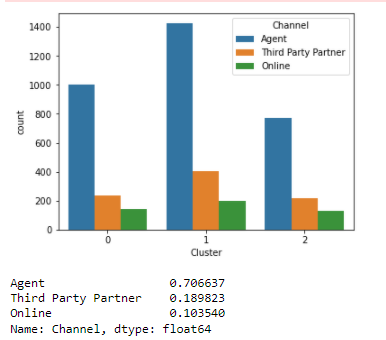 Channel
Agent
Third Party Partner
Online
1400
1200
1000
800
600
400
200
0
count
0 1 2
Cluster
Agent 0.706637
Third Party Partner 0.189823
Online 0.103540
Name: Channel, dtype: float64